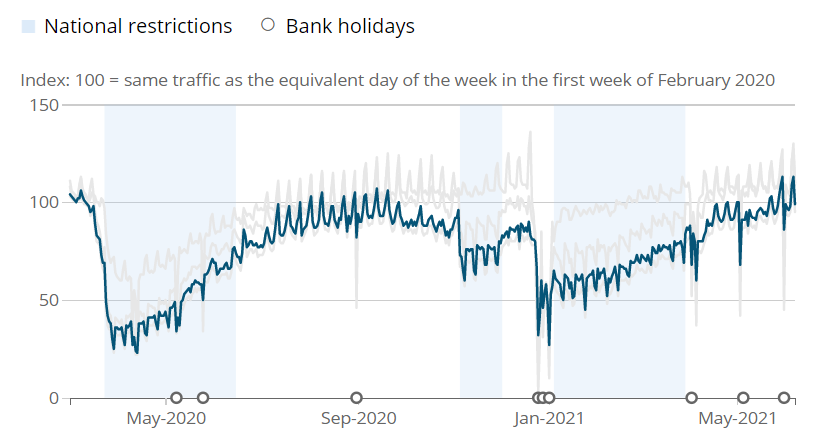 National restrictions Bank holidays
Index: 100 = same traffic as the equivalent day of the week in the first week of February 2020
150
100
50
0
May-2020 Sep-2020 Jan-2021 May-2021